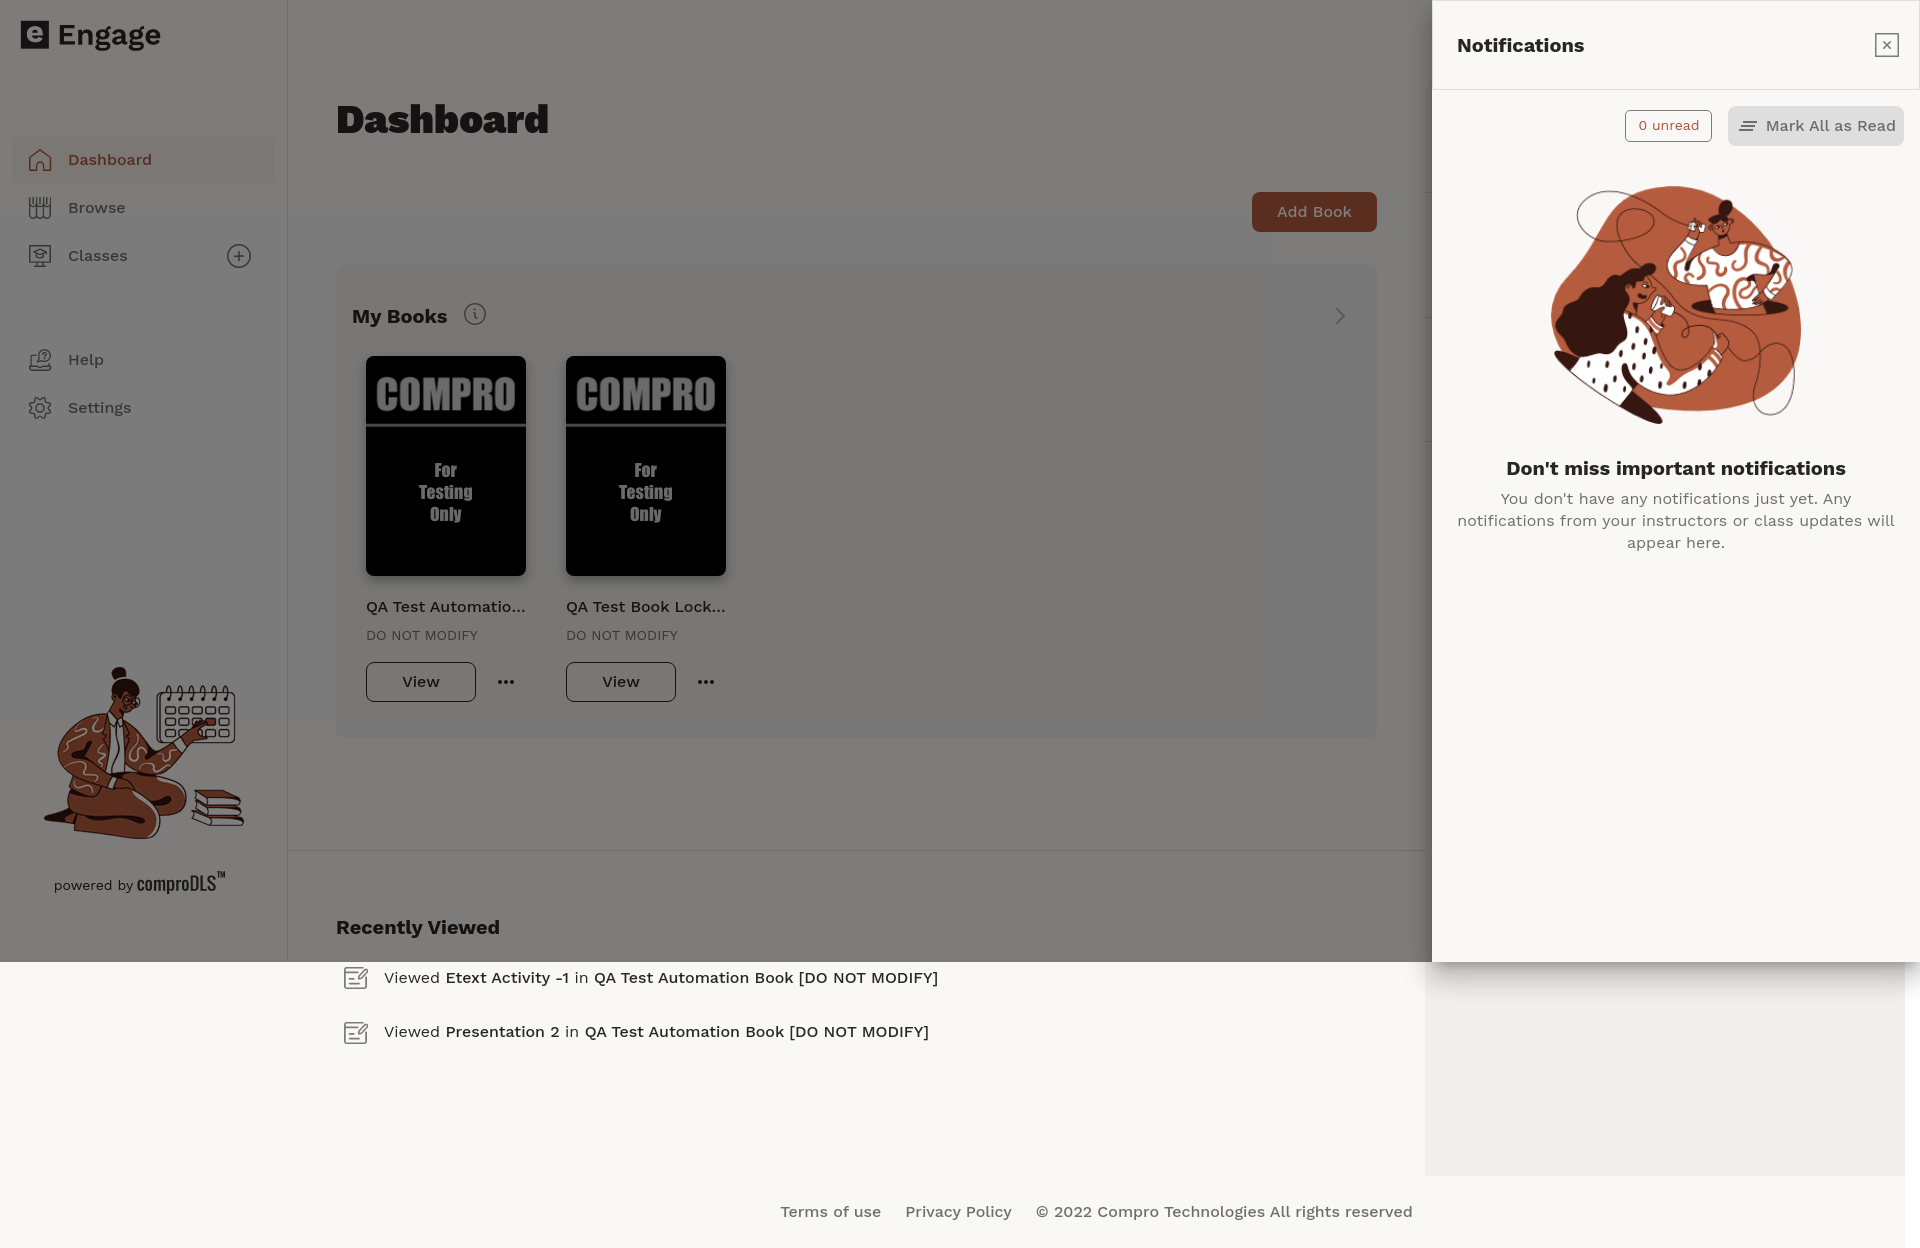 e Engage
Dashboard
Browse
Classes
Help
Settings
powered by comproDLS™
Dashboard
Add Book
My Books
COMPRO
For
Testing
Only
QA Test Automatio...
DO NOT MODIFY
View
COMPRO
For
Testing
Only
QA Test Book Lock...
DO NOT MODIFY
View
Recently Viewed
Viewed Etext Activity -1 in QA Test Automation Book [DO NOT MODIFY]
Viewed Presentation 2 in QA Test Automation Book [DO NOT MODIFY]
Terms of use Privacy Policy © 2022 Compro Technologies All rights reserved
Notifications
0 unread
Mark All as Read
Don't miss important notifications
You don't have any notifications just yet. Any
notifications from your instructors or class updates will
appear here.